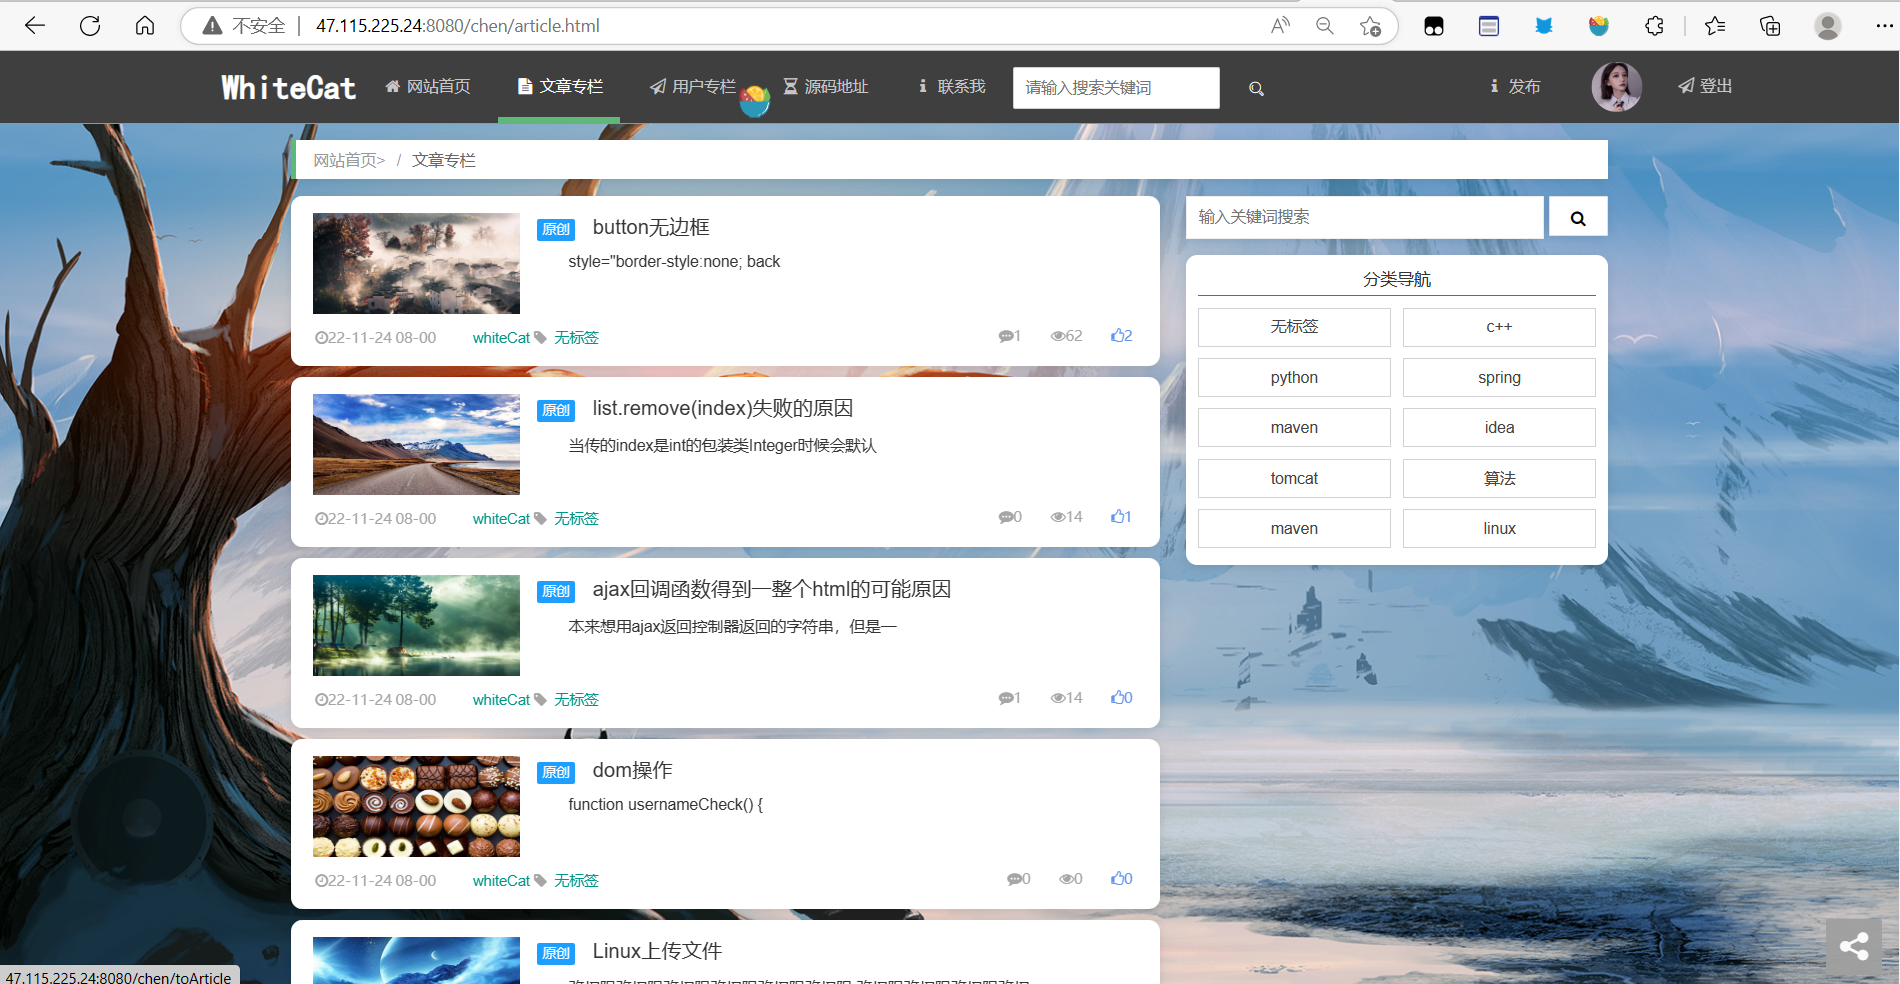 不安全 | 47.115.225.24:8080/chen/article.html
WhiteCat 网站首页 文章专栏 用户专栏 源码地址 联系我 请输入搜索关键词 发布 登出
网站首页> / 文章专栏
输入关键词搜索
原创 button无边框
style="border-style:none; back
22-11-24 08-00 whiteCat 无标签 1 62 2
原创 list.remove(index)失败的原因
当传的index是int的包装类Integer时候会默认
22-11-24 08-00 whiteCat 无标签 0 14 1
原创 ajax回调函数得到一整个html的可能原因
本来想用ajax返回控制器返回的字符串，但是一
22-11-24 08-00 whiteCat 无标签 1 14 0
原创 dom操作
function usernameCheck() {
22-11-24 08-00 whiteCat 无标签 0 0 0
原创 Linux上传文件
分类导航
无标签 c++
python spring
maven idea
tomcat 算法
maven linux
47.115.225.24:8080/chen/toArticle